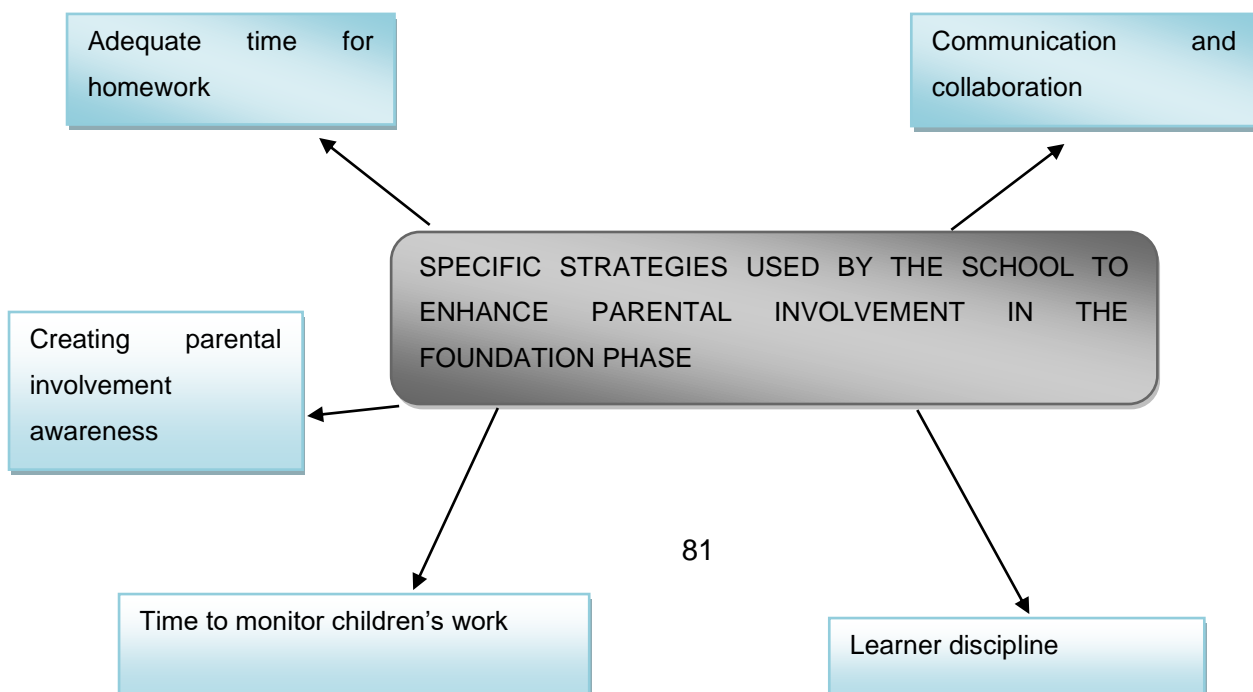 Adequate time for
homework
Communication and
collaboration
SPECIFIC STRATEGIES USED BY THE SCHOOL TO
ENHANCE PARENTAL INVOLVEMENT IN THE
FOUNDATION PHASE
Creating parental
involvement
awareness
81
Time to monitor children’s work
Learner discipline